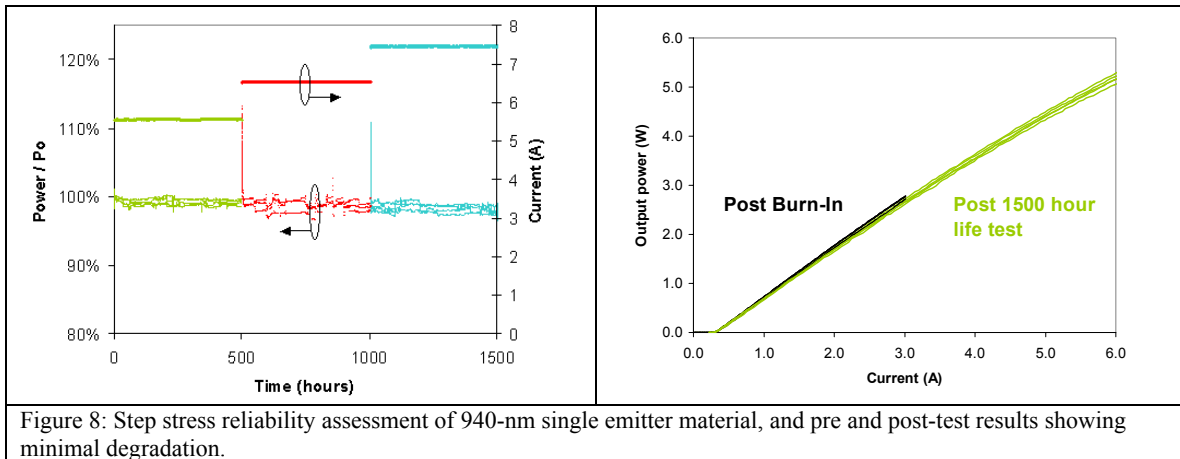 120%
110%
100%
90%
80%
Power / Po
8
7
6
5
4
3
2
1
0
Current (A)
0 500 1000 1500
Time (hours)
6.0
5.0
4.0
3.0
2.0
1.0
0.0
Output power (W)
Post Burn-In
Post 1500 hour
life test
0.0 1.0 2.0 3.0 4.0 5.0 6.0
Current (A)
Figure 8: Step stress reliability assessment of 940-nm single emitter material, and pre and post-test results showing
minimal degradation.